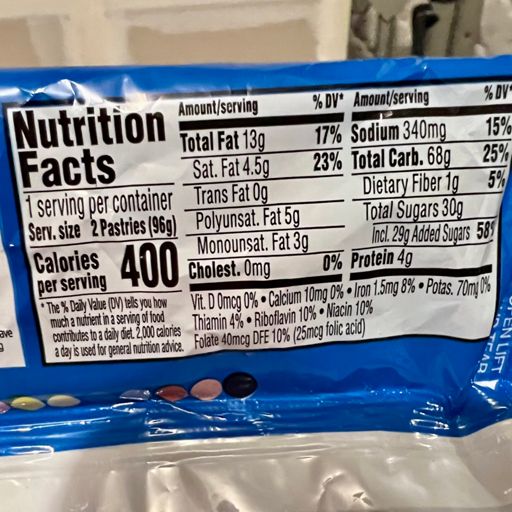 Nutrition
Facts
1 serving per container
Serv. size 2 Pastries (96g)
Calories
per serving 400
* The % Daily Value (DV) tells you how
much a nutrient in a serving of food
contributes to a daily diet. 2,000 calories
a day is used for general nutrition advice.
Amount/serving % DV*
Total Fat 13g 17%
Sat. Fat 4.5g 23%
Trans Fat 0g
Polyunsat. Fat 5g
Monounsat. Fat 3g
Cholest. 0mg 0%
Amount/serving % DV*
Sodium 340mg 15%
Total Carb. 68g 25%
Dietary Fiber 1g 5%
Total Sugars 30g
Incl. 29g Added Sugars 58%
Protein 4g
Vit. D 0mcg 0% • Calcium 10mg 0% • Iron 1.5mg 8% • Potas. 70mg 0%
Thiamin 4% • Riboflavin 10% • Niacin 10%
Folate 40mcg DFE 10% (25mcg folic acid)
LIFT
TEAR